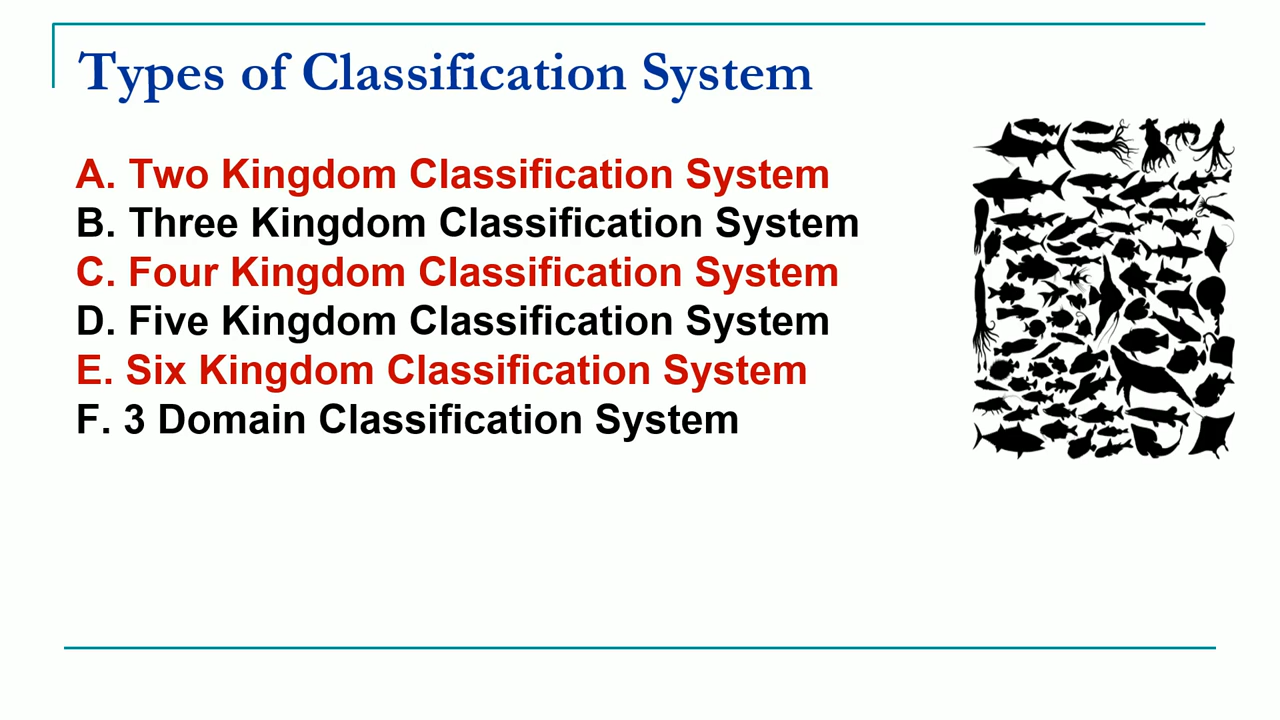 Types of Classification System
A. Two Kingdom Classification System
B. Three Kingdom Classification System
C. Four Kingdom Classification System
D. Five Kingdom Classification System
E. Six Kingdom Classification System
F. 3 Domain Classification System